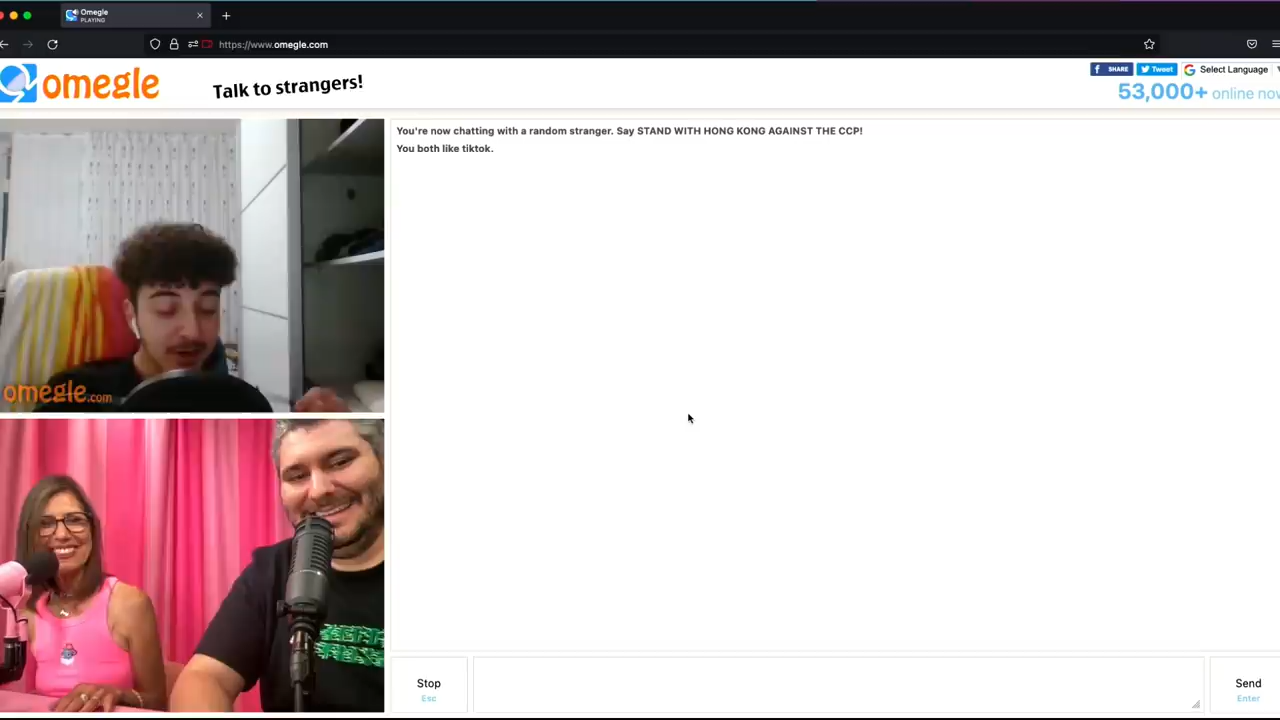 Omegle
PLAYING
https://www.omegle.com
omegle
Talk to strangers!
SHARE
Tweet
Select Language
53,000+ online now
You're now chatting with a random stranger. Say STAND WITH HONG KONG AGAINST THE CCP!
You both like tiktok.
omegle.com
Stop
Esc
Send
Enter